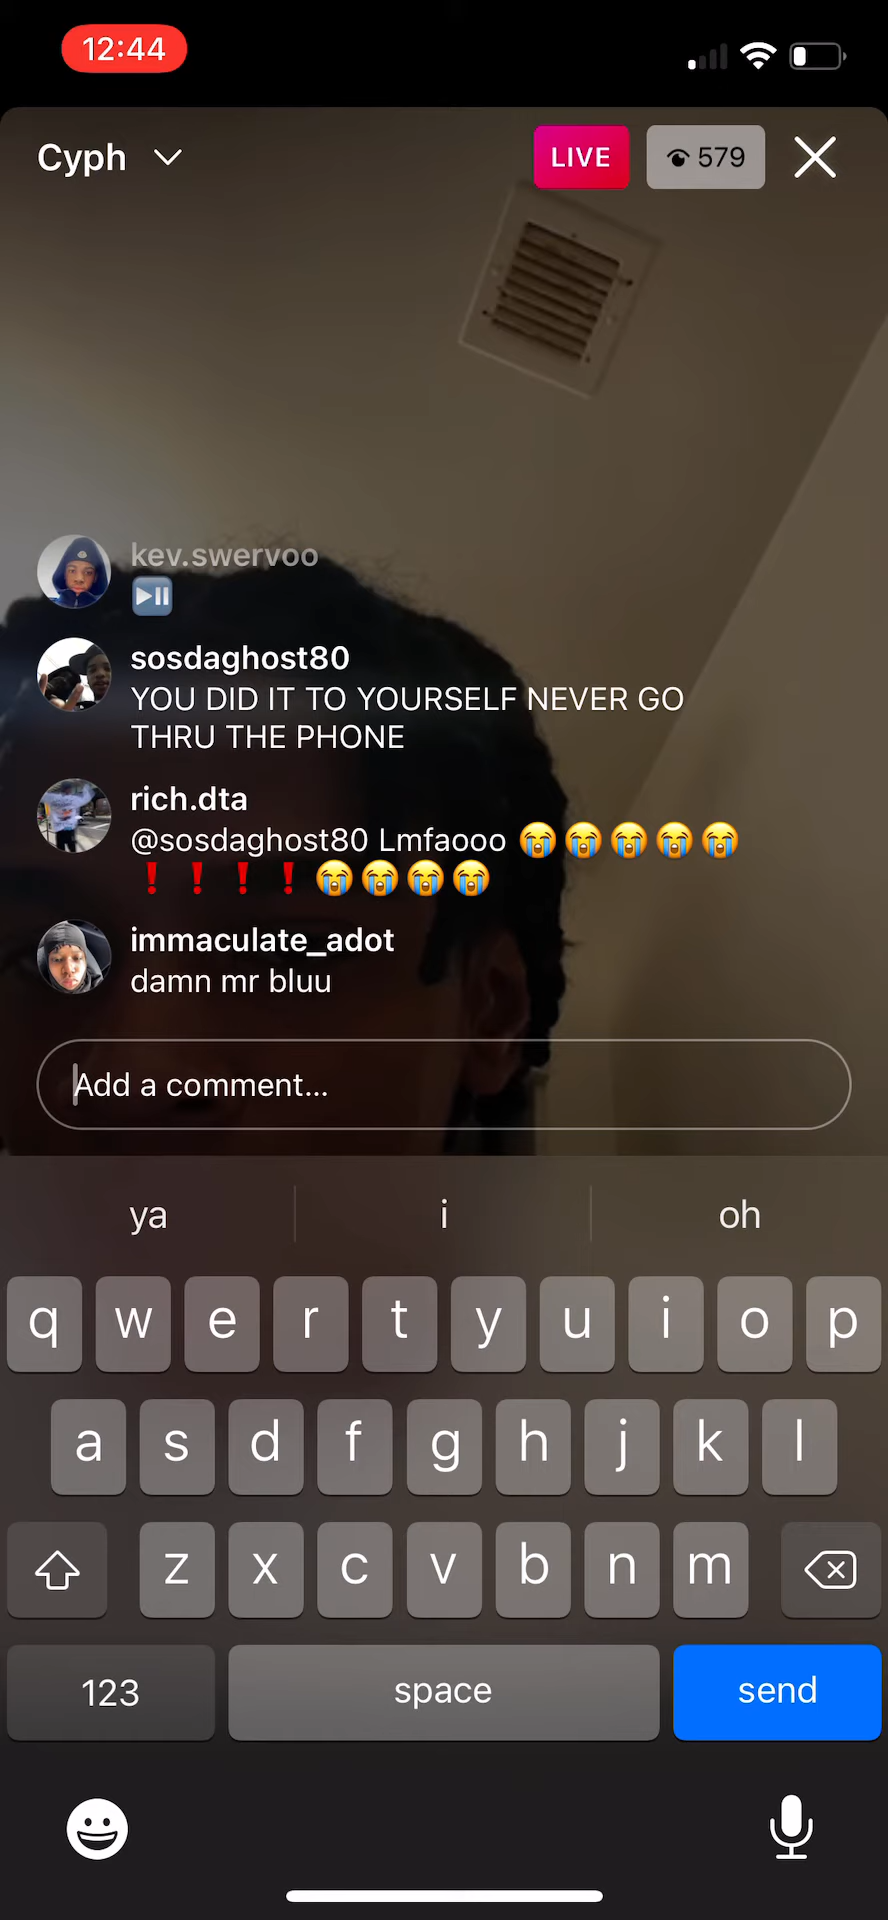 12:44
Cyph
LIVE
579
kev.swervoo
⏯️
sosdaghost80
YOU DID IT TO YOURSELF NEVER GO
THRU THE PHONE
rich.dta
@sosdaghost80 Lmfaooo 😭😭😭😭😭
❗❗❗❗😭😭😭😭
immaculate_adot
damn mr bluu
Add a comment...
ya i oh
q w e r t y u i o p
a s d f g h j k l
z x c v b n m
123 space send